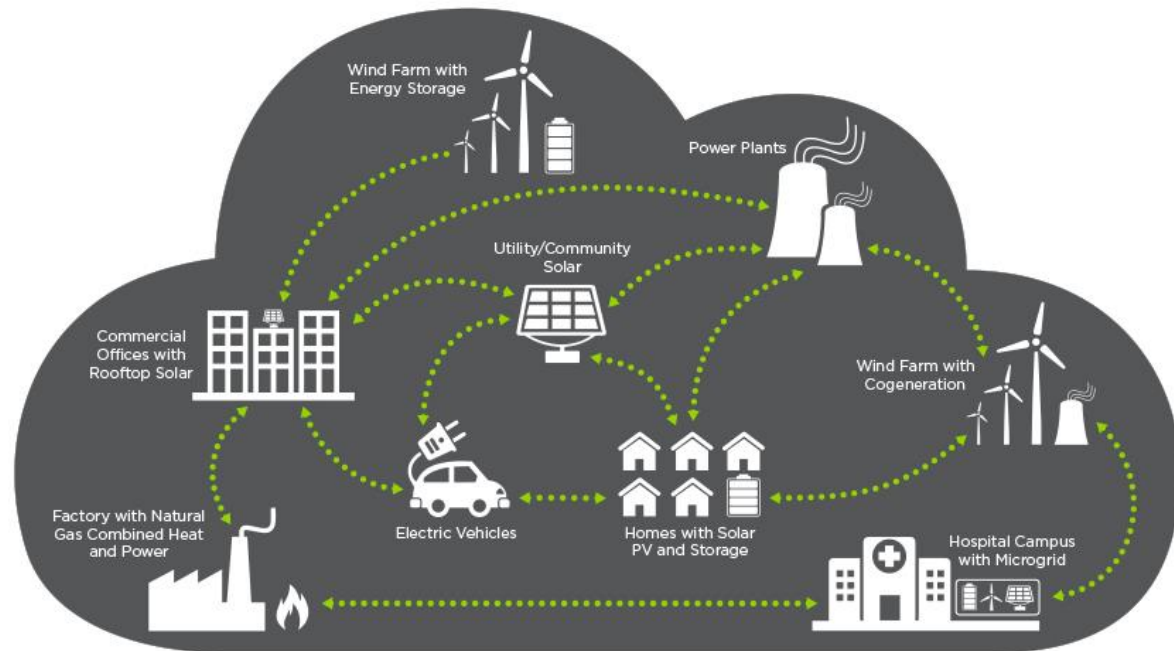 Wind Farm with
Energy Storage
Power Plants
Utility/Community
Solar
Commercial
Offices with
Rooftop Solar
Wind Farm with
Cogeneration
Factory with Natural
Gas Combined Heat
and Power
Electric Vehicles
Homes with Solar
PV and Storage
Hospital Campus
with Microgrid